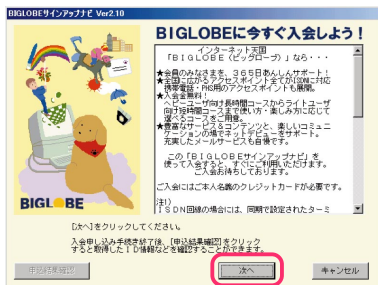 BIGLOBEサインアップナビ Ver2.10
BIGLOBEに今すぐ入会しよう!
インターネット天国
「BIGLOBE(ビッグローブ)」なら・・・
★会員のみなさまを、365日あんしんサポート!
★全国に広がるアクセスポイント全てがISDNに対応
携帯電話・PHS用のアクセスポイントも展開。
★入会金無料!
ヘビーユーザ向け長時間コースからライトユーザ
向け短時間コースまで使い方・楽しみ方に応じて
選べるコースをご用意。
★豊富なサービス&コンテンツと、楽しいコミュニ
ケーションの場でネットデビューをサポート。
充実したメールサービスも自慢です。
この「BIGLOBEサインアップナビ」を
使って入会すると、すぐにご利用いただけます。
ご入会お待ちしております。
ご入会にはご本人名義のクレジットカードが必要です。
注!)
ISDN回線の場合には、同期で設定されたターミ
BIGLOBE
[次へ]をクリックしてください。
入会申し込み手続き終了後、[申込結果確認]をクリック
すると取得したID情報などを確認することができます。
申込結果確認
次へ
キャンセル